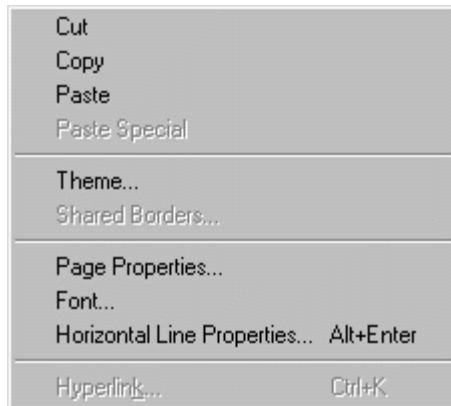 Cut
Copy
Paste
Paste Special
Theme...
Shared Borders...
Page Properties...
Font...
Horizontal Line Properties... Alt+Enter
Hyperlink... Ctrl+K